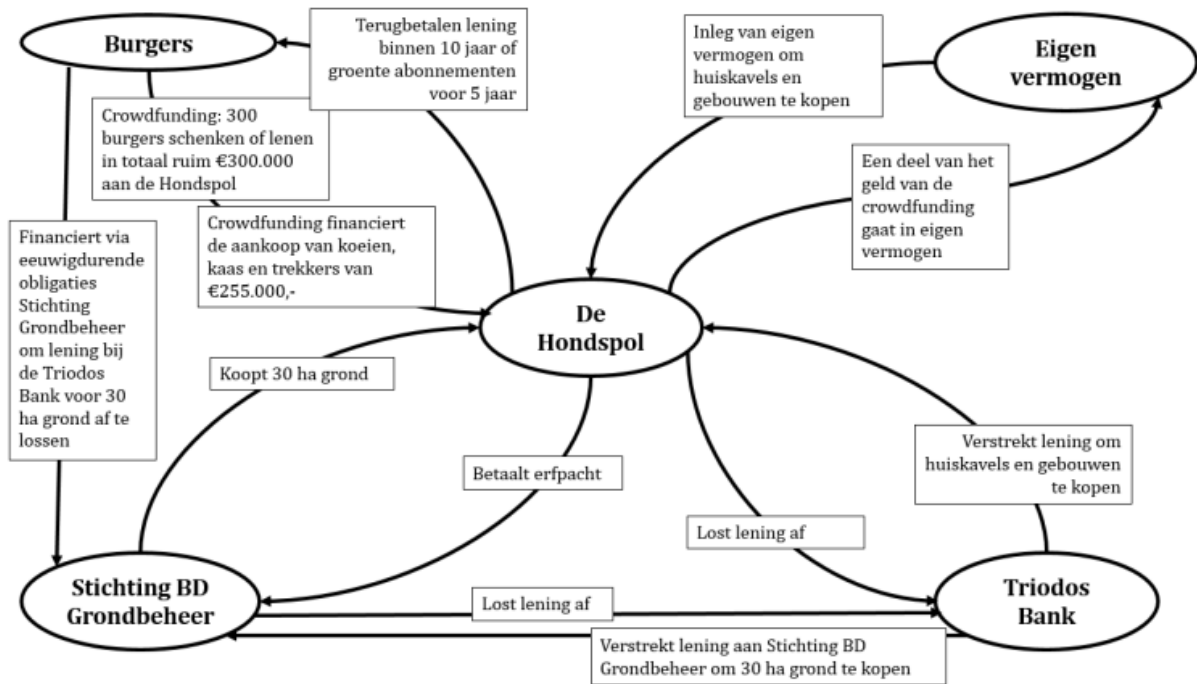 Burgers
Terugbetalen lening
binnen 10 jaar of
groente abonnementen
voor 5 jaar
Inleg van eigen
vermogen om
huiskavels en
gebouwen te kopen
Eigen
vermogen
Crowdfunding: 300
burgers schenken of lenen
in totaal ruim €300.000
aan de Hondspol
Een deel van het
geld van de
crowdfunding
gaat in eigen
vermogen
Crowdfunding financiert
de aankoop van koeien,
kaas en trekkers van
€255.000,-
Financiert via
eeuwigdurende
obligaties
Stichting
Grondbeheer
om lening bij
de Triodos
Bank voor 30
ha grond af te
lossen
De
Hondspol
Koopt 30 ha grond
Betaalt erfpacht
Verstrekt lening om
huiskavels en gebouwen
te kopen
Lost lening af
Stichting BD
Grondbeheer
Lost lening af
Triodos
Bank
Verstrekt lening aan Stichting BD
Grondbeheer om 30 ha grond te kopen